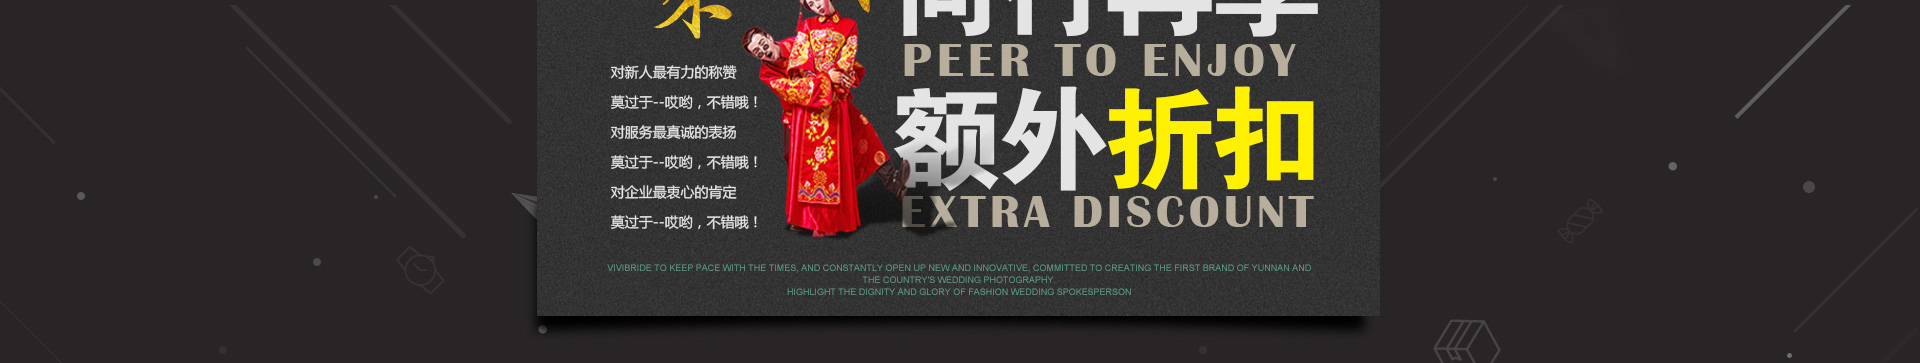 来
同行再享
PEER TO ENJOY
额外折扣
EXTRA DISCOUNT
对新人最有力的称赞
莫过于--哎哟，不错哦！
对服务最真诚的表扬
莫过于--哎哟，不错哦！
对企业最衷心的肯定
莫过于--哎哟，不错哦！
VIVIBRIDE TO KEEP PACE WITH THE TIMES, AND CONSTANTLY OPEN UP NEW AND INNOVATIVE, COMMITTED TO CREATING THE FIRST BRAND OF YUNNAN AND
THE COUNTRY'S WEDDING PHOTOGRAPHY.
HIGHLIGHT THE DIGNITY AND GLORY OF FASHION WEDDING SPOKESPERSON